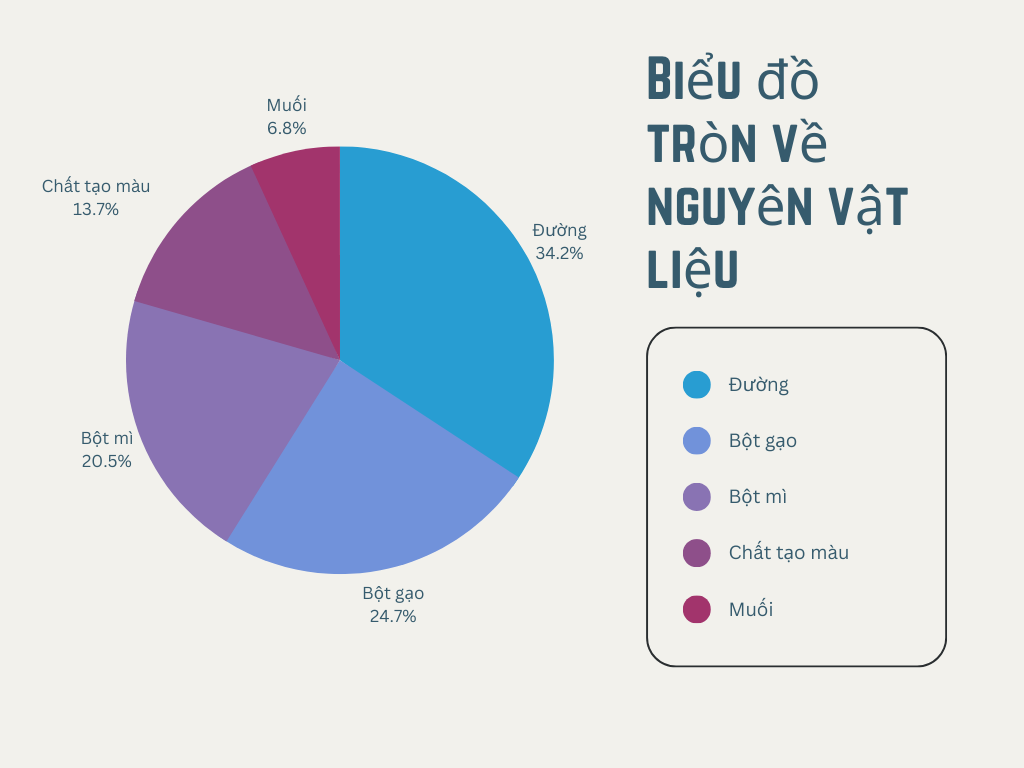 Biểu đồ
tròn về
nguyên vật
liệu
Muối
6.8%
Chất tạo màu
13.7%
Đường
34.2%
Bột mì
20.5%
Bột gạo
24.7%
Đường
Bột gạo
Bột mì
Chất tạo màu
Muối